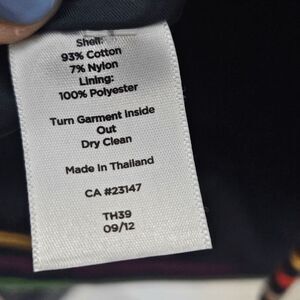 Shell:
93% Cotton
7% Nylon
Lining:
100% Polyester
Turn Garment Inside
Out
Dry Clean
Made in Thailand
CA #23147
TH39
09/12